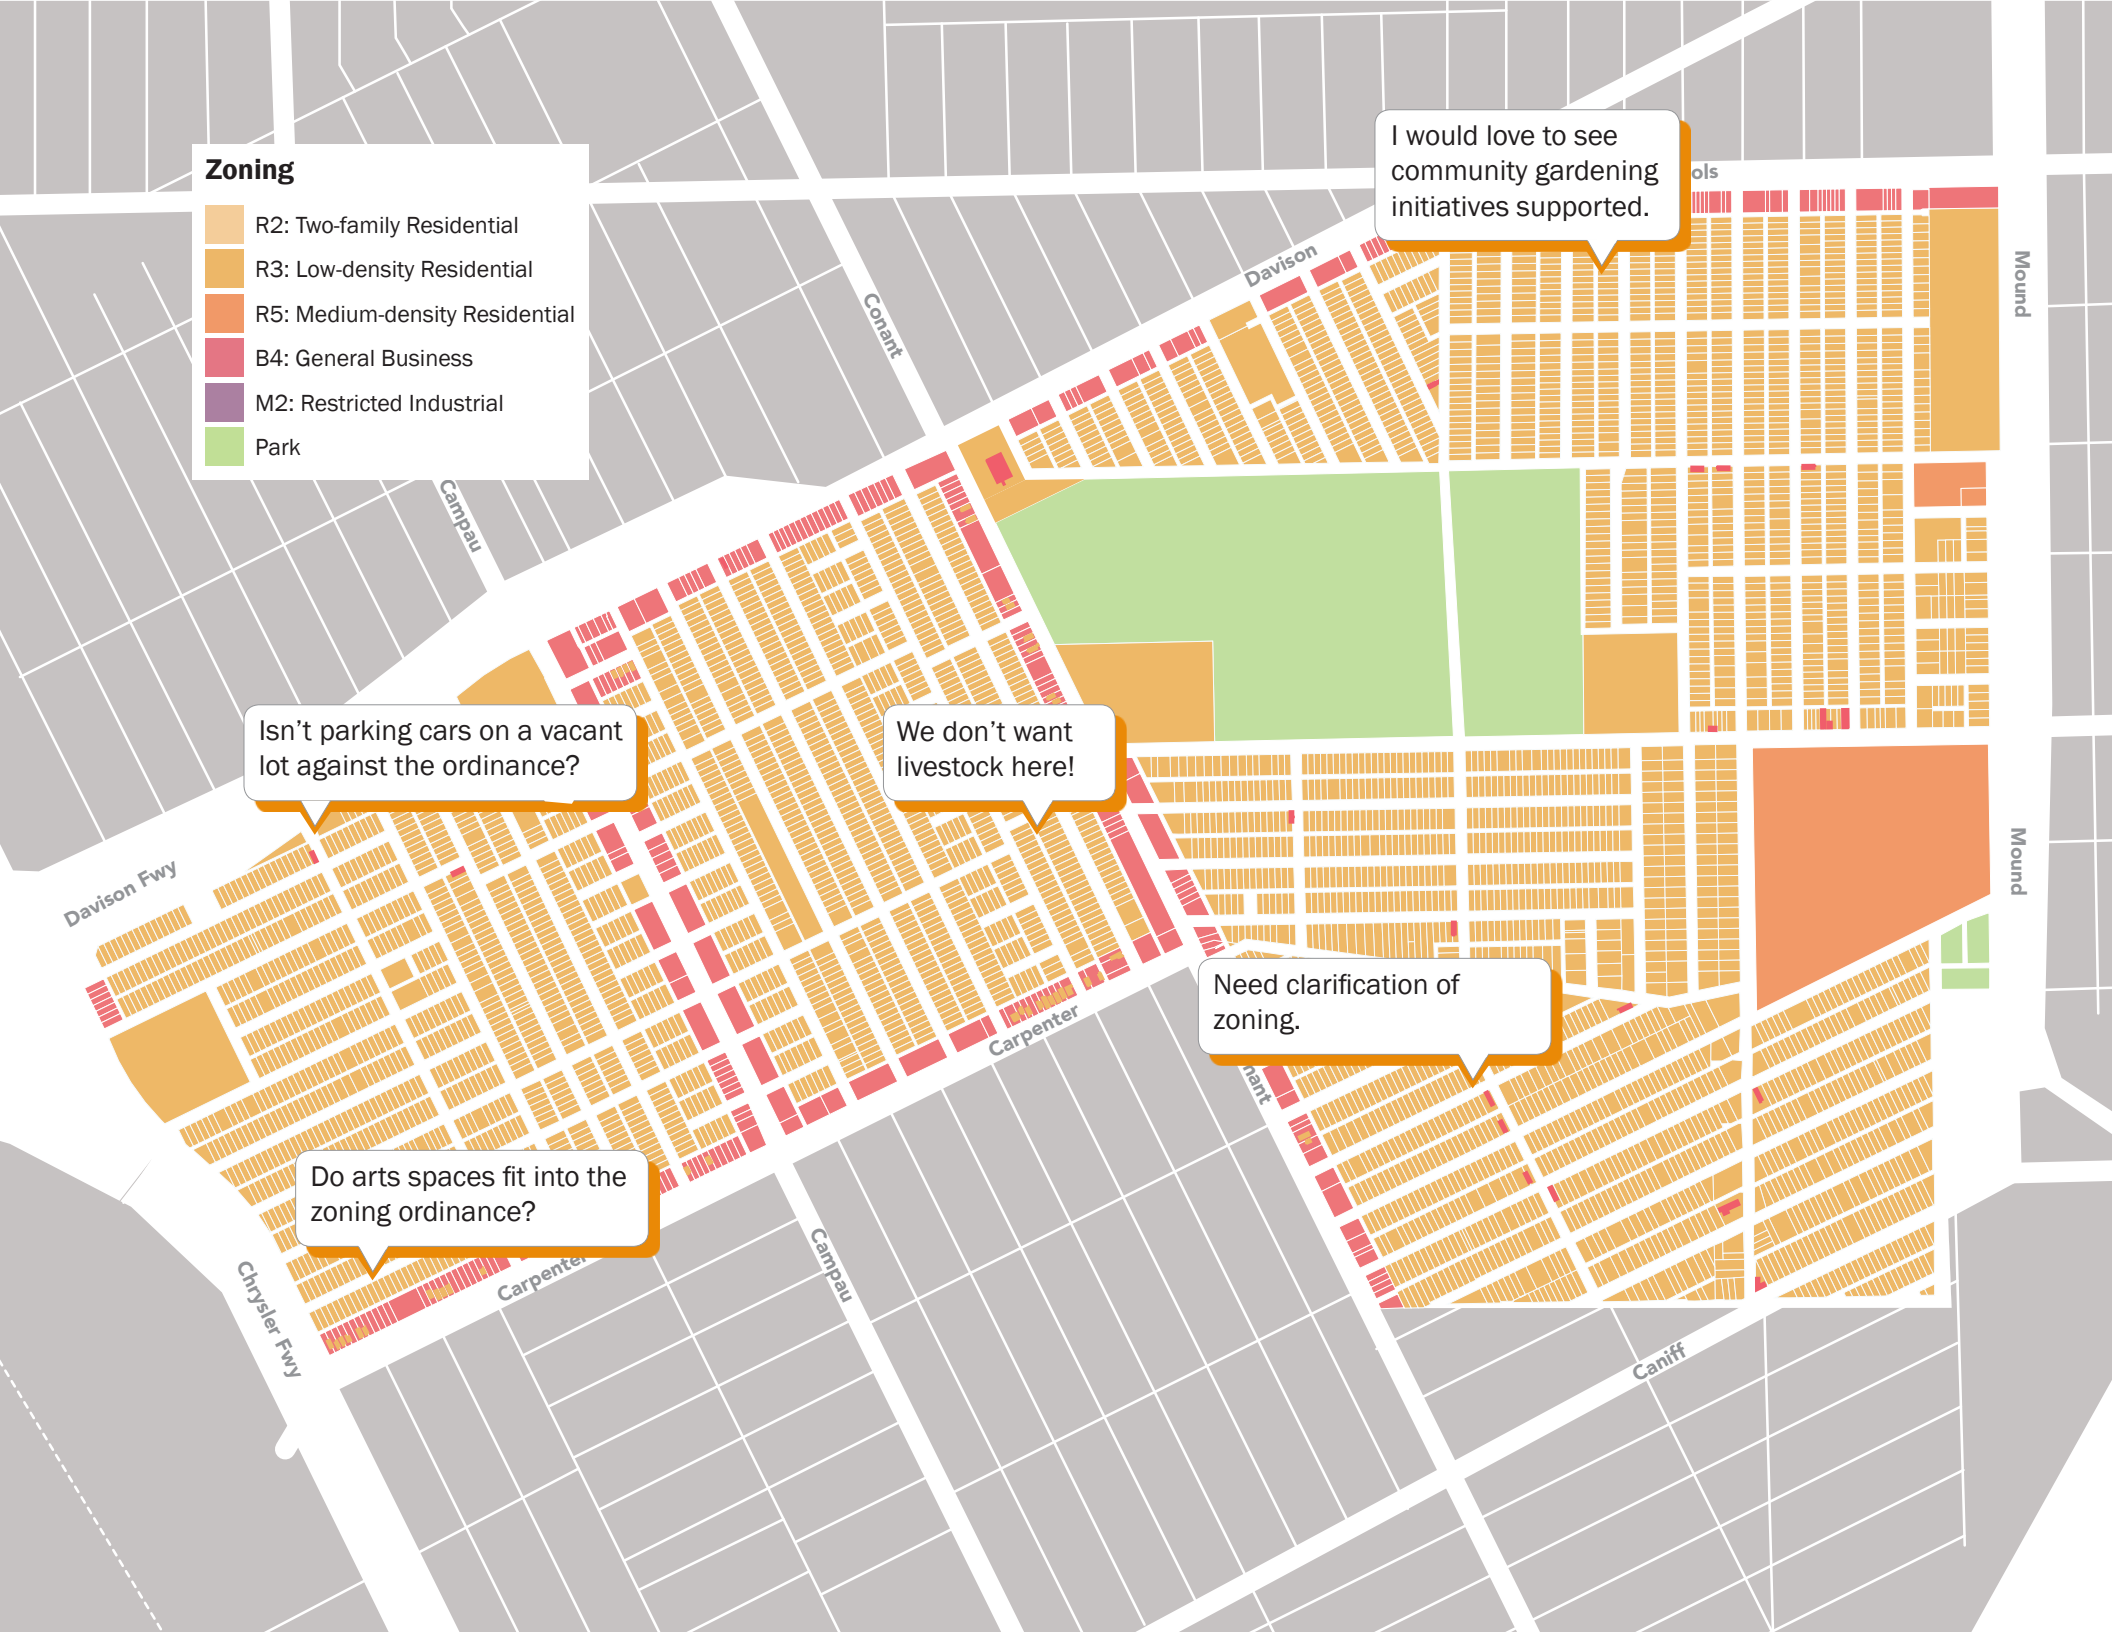 I would love to see
community gardening
initiatives supported.
Zoning
R2: Two-family Residential
R3: Low-density Residential
R5: Medium-density Residential
B4: General Business
M2: Restricted Industrial
Park
Davison
Mound
Conant
Campau
Isn't parking cars on a vacant
lot against the ordinance?
We don't want
livestock here!
Mound
Davison Fwy
Need clarification of
zoning.
Carpenter
Do arts spaces fit into the
zoning ordinance?
Carpenter
Campau
Chrysler Fwy
Caniff